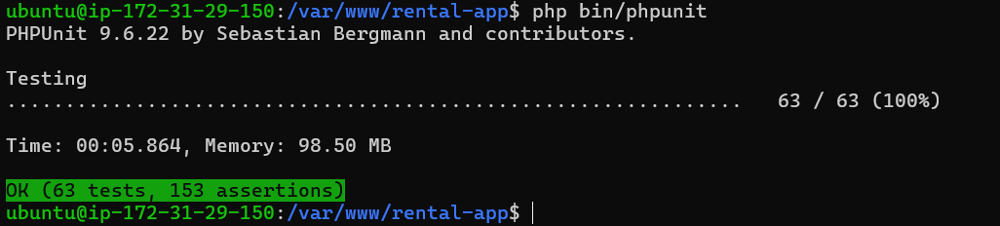 ubuntu@ip-172-31-29-150:/var/www/rental-app$ php bin/phpunit
PHPUnit 9.6.22 by Sebastian Bergmann and contributors.
Testing
...............................................................   63 / 63 (100%)
Time: 00:05.864, Memory: 98.50 MB
OK (63 tests, 153 assertions)
ubuntu@ip-172-31-29-150:/var/www/rental-app$